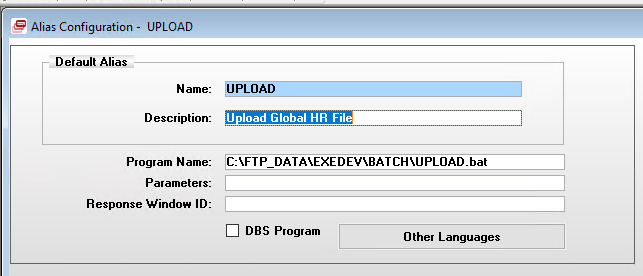 Alias Configuration - UPLOAD
Default Alias
Name: UPLOAD
Description: Upload Global HR File
Program Name: C:\FTP_DATA\EXEDEV\BATCH\UPLOAD.bat
Parameters:
Response Window ID:
DBS Program
Other Languages